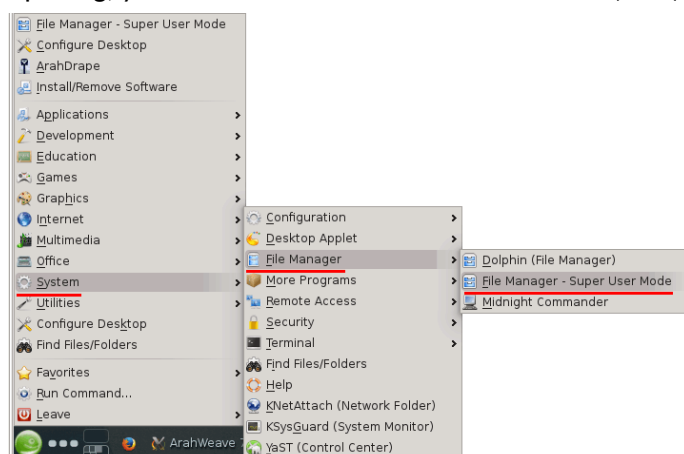 File Manager - Super User Mode
Configure Desktop
ArahDrape
Install/Remove Software
Applications
Development
Education
Games
Graphics
Internet
Multimedia
Office
System
Utilities
Configure Desktop
Find Files/Folders
Favorites
Run Command...
Leave
ArahWeave
Configuration
Desktop Applet
File Manager
More Programs
Remote Access
Security
Terminal
Find Files/Folders
Help
KNetAttach (Network Folder)
KSysGuard (System Monitor)
YaST (Control Center)
Dolphin (File Manager)
File Manager - Super User Mode
Midnight Commander